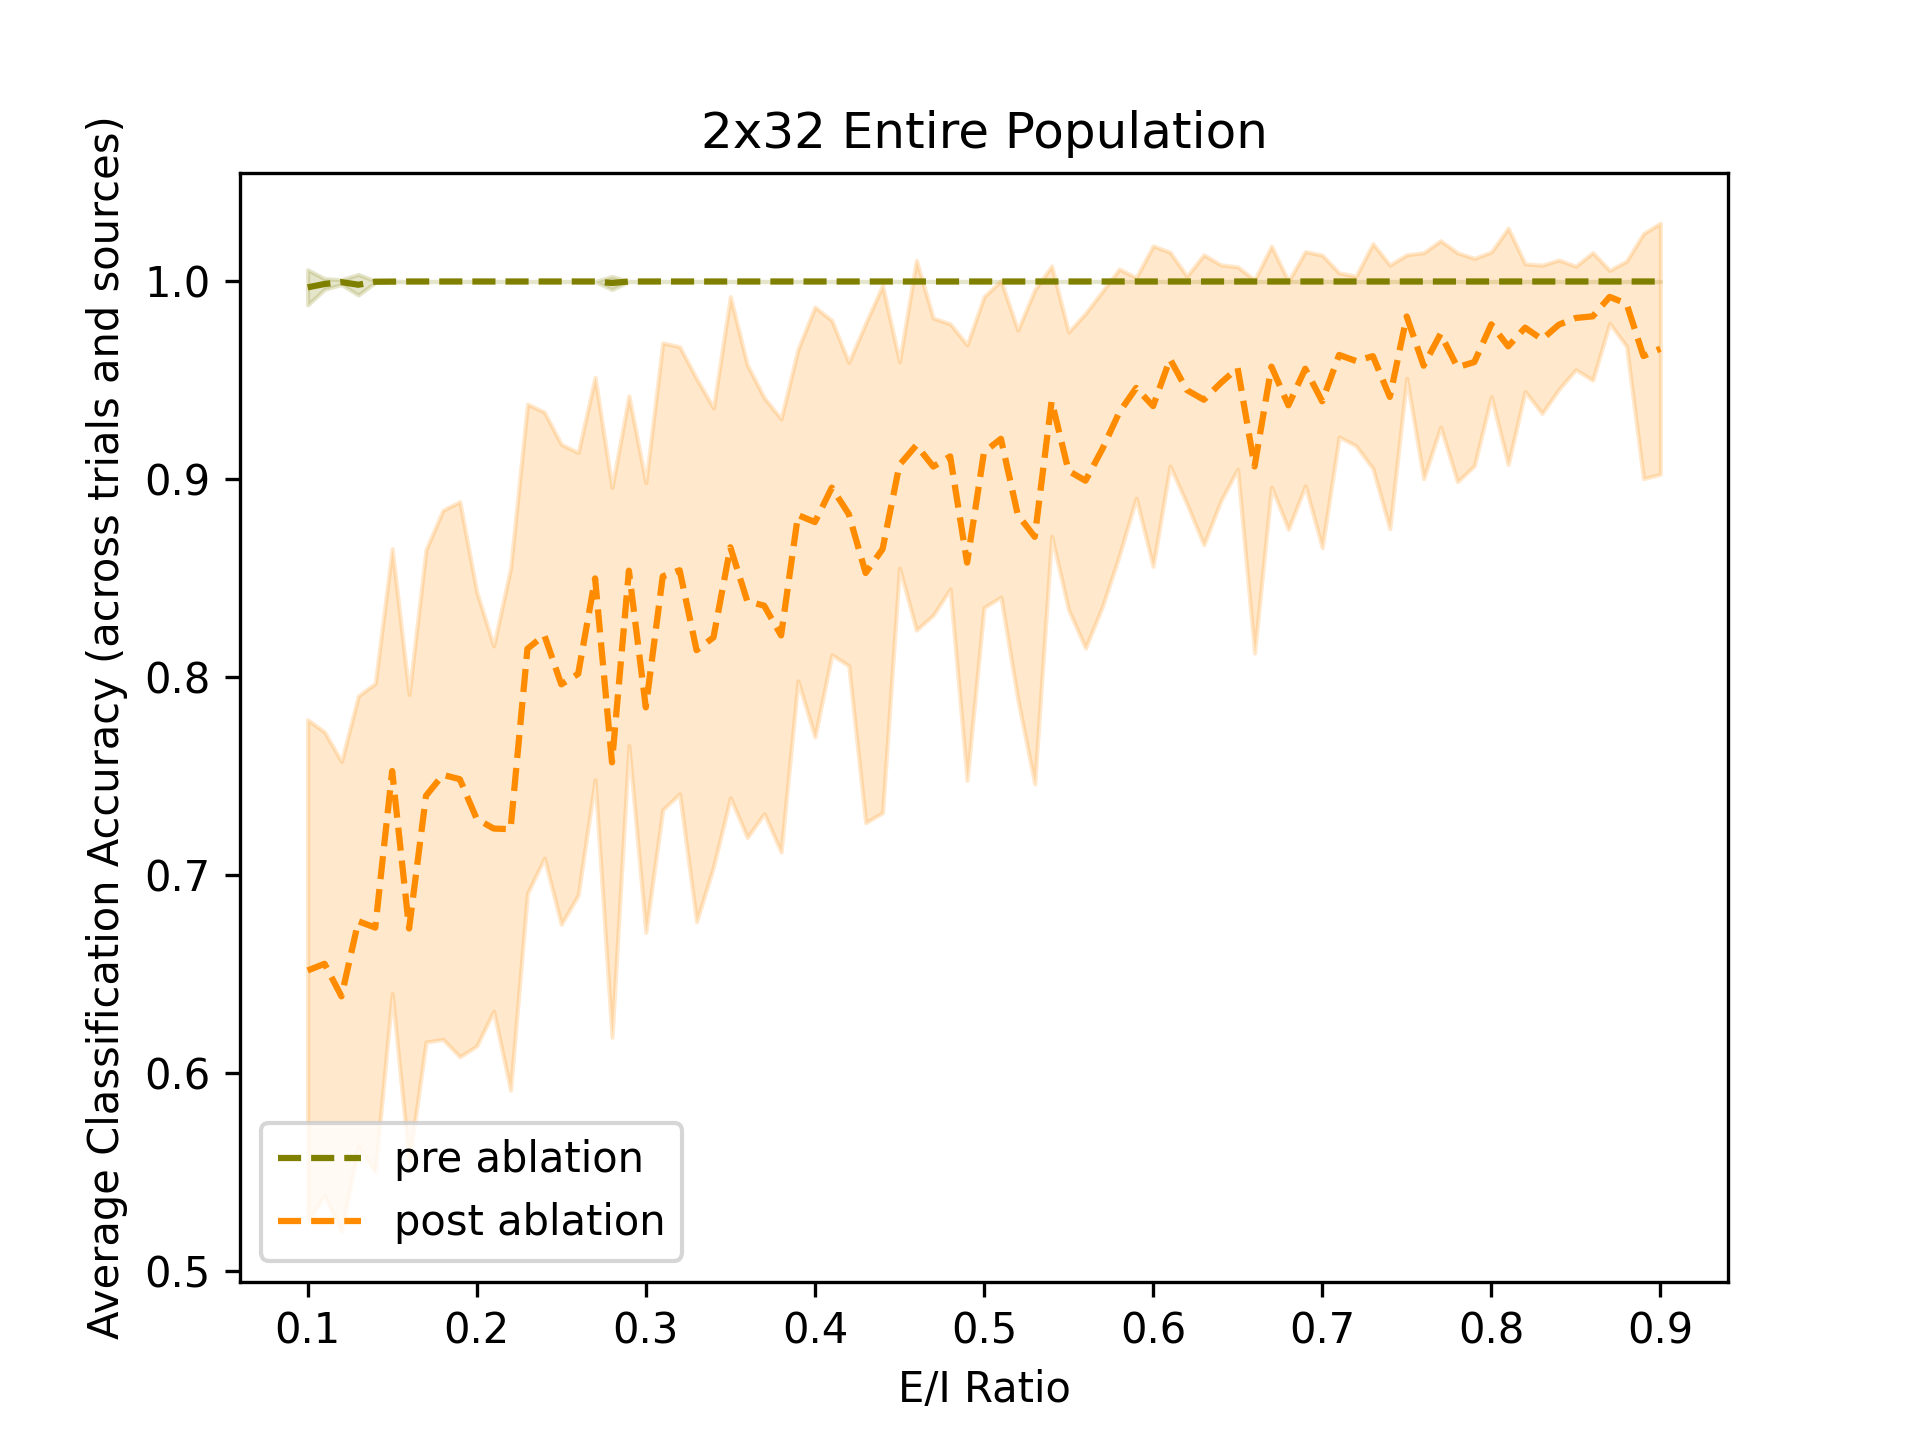 2x32 Entire Population
Average Classification Accuracy (across trials and sources)
1.0
0.9
0.8
0.7
0.6
0.5
pre ablation
post ablation
0.1 0.2 0.3 0.4 0.5 0.6 0.7 0.8 0.9
E/I Ratio